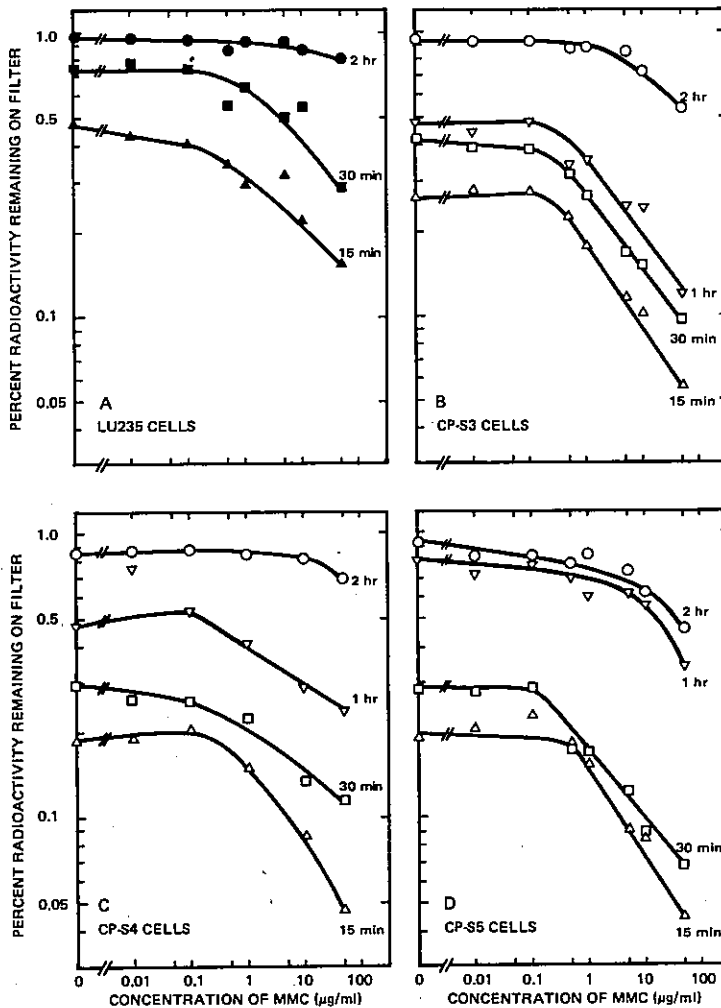 PERCENT RADIOACTIVITY REMAINING ON FILTER
1.0
0.5
0.1
0.05
2 hr
30 min
15 min
A
LU235 CELLS
2 hr
1 hr
30 min
15 min
B
CP-S3 CELLS
PERCENT RADIOACTIVITY REMAINING ON FILTER
1.0
0.5
0.1
0.05
2 hr
1 hr
30 min
15 min
C
CP-S4 CELLS
2 hr
1 hr
30 min
15 min
D
CP-S5 CELLS
0 0.01 0.1 1 10 100
0 0.01 0.1 1 10 100
CONCENTRATION OF MMC (µg/ml)
CONCENTRATION OF MMC (µg/ml)